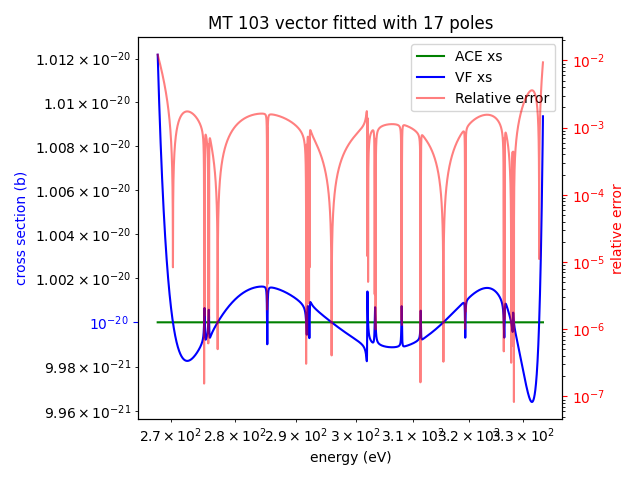 MT 103 vector fitted with 17 poles
ACE xs
VF xs
Relative error
1.012 × 10⁻²⁰
1.01 × 10⁻²⁰
1.008 × 10⁻²⁰
1.006 × 10⁻²⁰
1.004 × 10⁻²⁰
1.002 × 10⁻²⁰
10⁻²⁰
9.98 × 10⁻²¹
9.96 × 10⁻²¹
cross section (b)
10⁻²
10⁻³
10⁻⁴
10⁻⁵
10⁻⁶
10⁻⁷
relative error
2.7 × 10² 2.8 × 10² 2.9 × 10² 3 × 10² 3.1 × 10² 3.2 × 10² 3.3 × 10²
energy (eV)